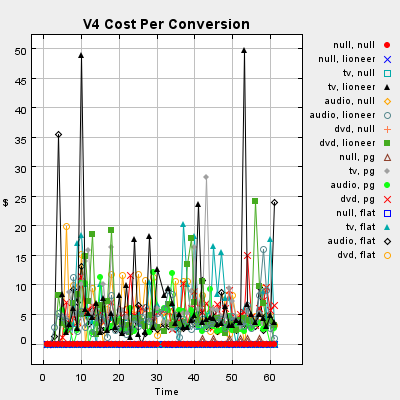 V4 Cost Per Conversion
50
45
40
35
30
25
20
15
10
5
0
$
0 10 20 30 40 50 60
Time
null, null
null, lioneer
tv, null
tv, lioneer
audio, null
audio, lioneer
dvd, null
dvd, lioneer
null, pg
tv, pg
audio, pg
dvd, pg
null, flat
tv, flat
audio, flat
dvd, flat